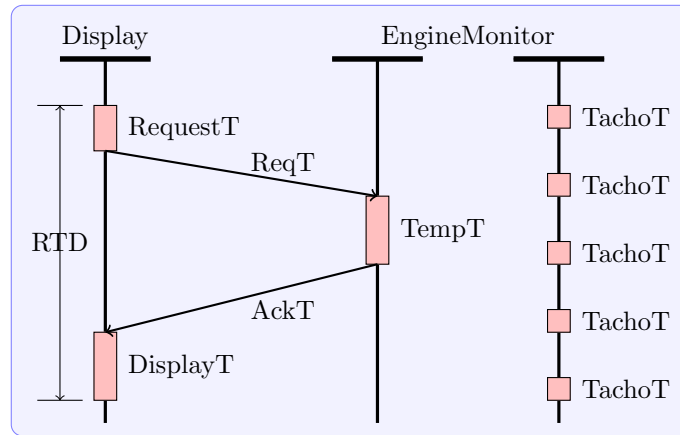 Display
EngineMonitor
RequestT
TachoT
ReqT
TachoT
TempT
RTD
TachoT
AckT
TachoT
DisplayT
TachoT